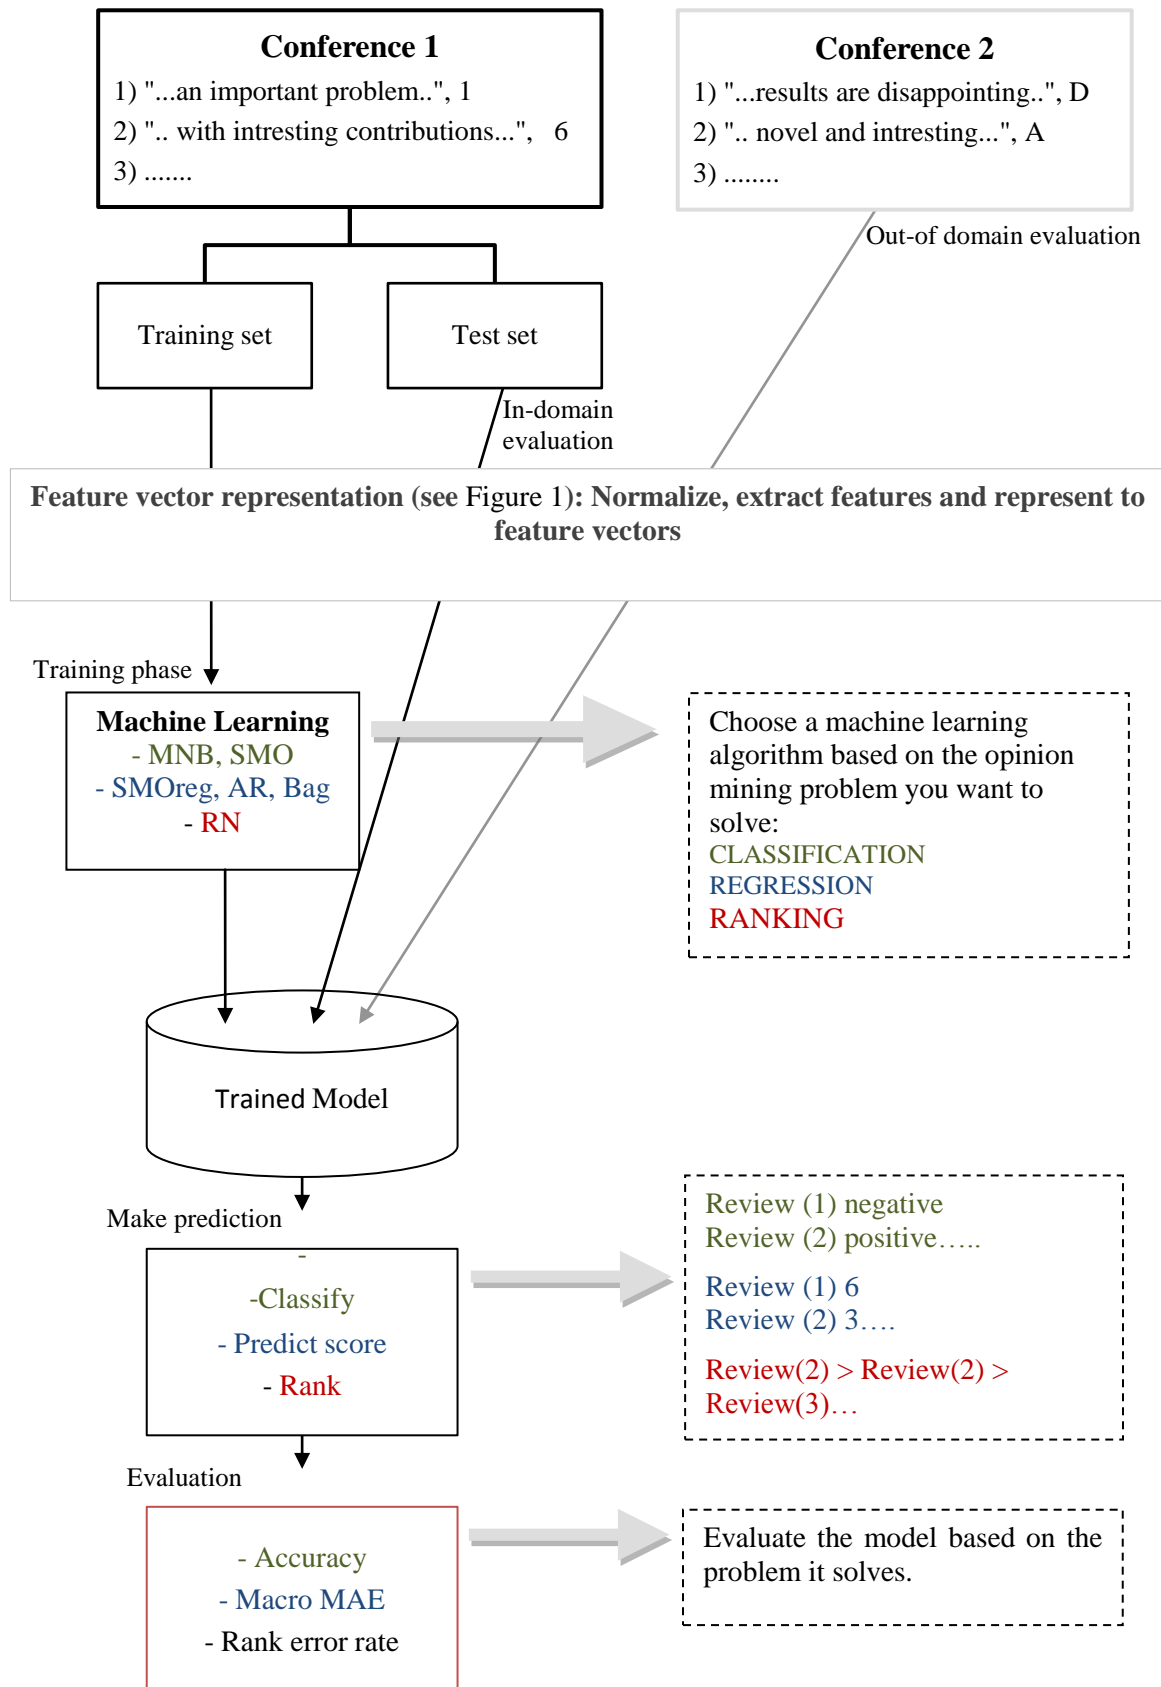 Conference 1
1) "...an important problem..", 1
2) ".. with intresting contributions...", 6
3) .......
Conference 2
1) "...results are disappointing..", D
2) ".. novel and intresting...", A
3) ........
Out-of domain evaluation
Training set
Test set
In-domain
evaluation
Feature vector representation (see Figure 1): Normalize, extract features and represent to
feature vectors
Training phase
Machine Learning
- MNB, SMO
- SMOreg, AR, Bag
- RN
Choose a machine learning
algorithm based on the opinion
mining problem you want to
solve:
CLASSIFICATION
REGRESSION
RANKING
Trained Model
Make prediction
-
-Classify
- Predict score
- Rank
Review (1) negative
Review (2) positive…..
Review (1) 6
Review (2) 3….
Review(2) > Review(2) >
Review(3)…
Evaluation
- Accuracy
- Macro MAE
- Rank error rate
Evaluate the model based on the
problem it solves.